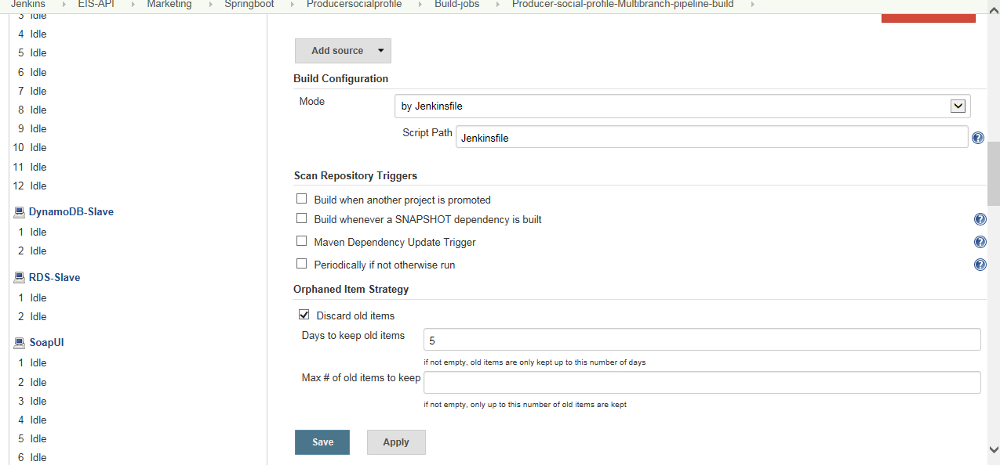 Jenkins EIS-API Marketing Springboot Producersocialprofile Build-jobs Producer-social-profile-Multibranch-pipeline-build
3 Idle
4 Idle
5 Idle
6 Idle
7 Idle
8 Idle
9 Idle
10 Idle
11 Idle
12 Idle
DynamoDB-Slave
1 Idle
2 Idle
RDS-Slave
1 Idle
2 Idle
SoapUI
1 Idle
2 Idle
3 Idle
4 Idle
5 Idle
6 Idle
Add source
Build Configuration
Mode
by Jenkinsfile
Script Path
Jenkinsfile
Scan Repository Triggers
Build when another project is promoted
Build whenever a SNAPSHOT dependency is built
Maven Dependency Update Trigger
Periodically if not otherwise run
Orphaned Item Strategy
Discard old items
Days to keep old items
5
if not empty, old items are only kept up to this number of days
Max # of old items to keep
if not empty, only up to this number of old items are kept
Save Apply